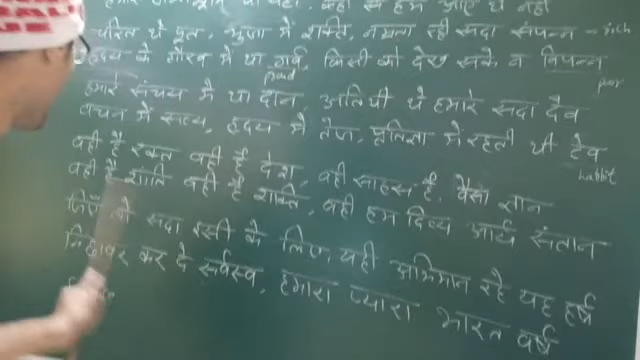 चरित थे पूत, भुजा में शक्ति, नम्रता रही सदा संपन्न - rich
हृदय के गौरव में था गर्व, किसी को देख सके न विपन्न
proud
poor
हमारे संचय में था दान, अतिथी थे हमारे सदा देव
वचन में सत्य, हृदय में तेज, प्रतिज्ञा में रहती थी टेव
habbit
वही है रक्त वही है देश, वही साहस है, वैसा ज्ञान
वही है शांति वही है शक्ति, वही हम दिव्य आर्य संतान
जिएँ तो सदा इसी के लिए, यही अभिमान रहे यह हर्ष
निछावर कर दे सर्वस्व, हमारा प्यारा भारत वर्ष